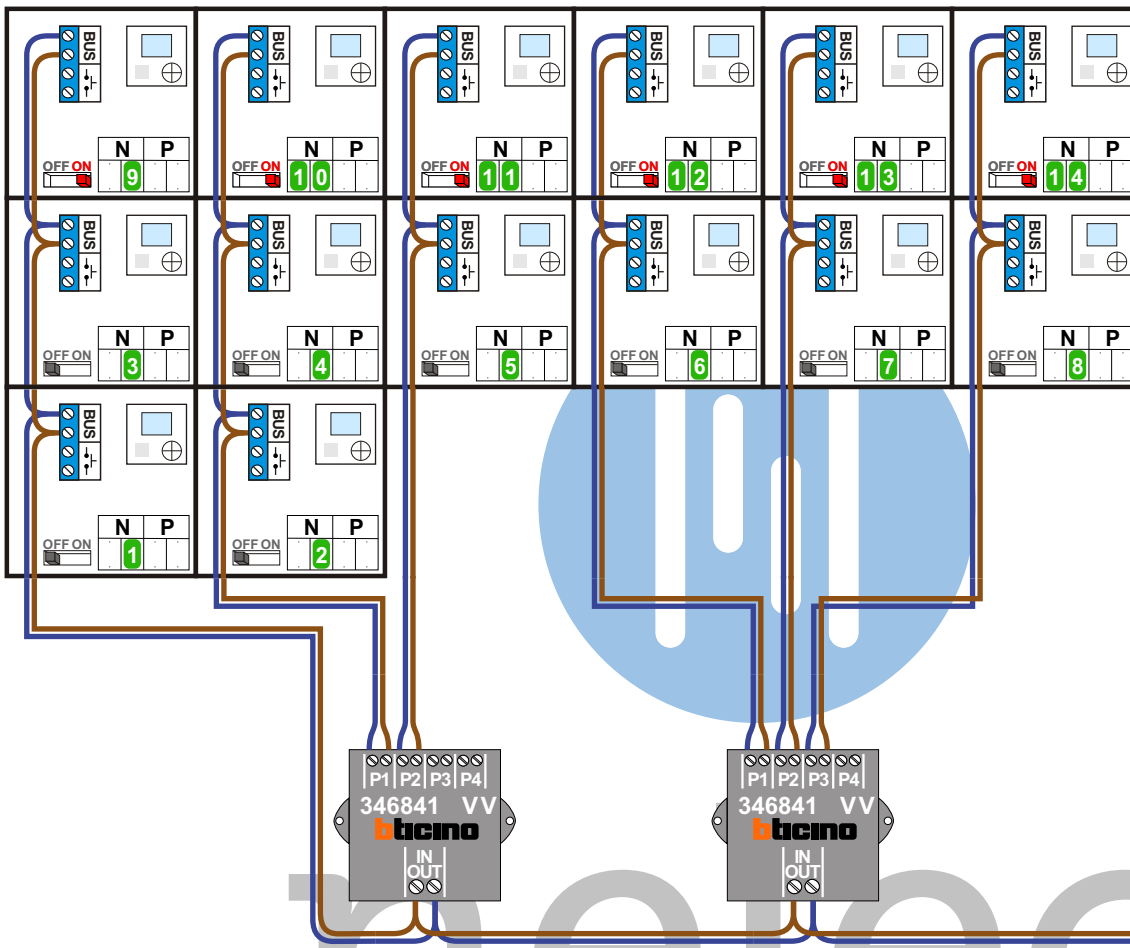 BUS BUS BUS BUS BUS BUS
N P N P N P N P N P N P
OFF ON OFF ON OFF ON OFF ON OFF ON OFF ON
9 10 11 12 13 14
BUS BUS BUS BUS BUS BUS
N P N P N P N P N P N P
OFF ON OFF ON OFF ON OFF ON OFF ON OFF ON
3 4 5 6 7 8
BUS BUS
N P N P
OFF ON OFF ON
1 2
P1 P2 P3 P4 P1 P2 P3 P4
346841 VV 346841 VV
bticino bticino
IN IN
OUT OUT